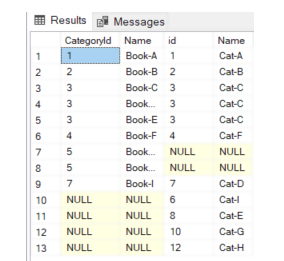 Results Messages
CategoryId Name id Name
1 1 Book-A 1 Cat-A
2 2 Book-B 2 Cat-B
3 3 Book-C 3 Cat-C
4 3 Book... 3 Cat-C
5 3 Book-E 3 Cat-C
6 4 Book-F 4 Cat-F
7 5 Book... NULL NULL
8 5 Book... NULL NULL
9 7 Book-I 7 Cat-D
10 NULL NULL 6 Cat-I
11 NULL NULL 8 Cat-E
12 NULL NULL 10 Cat-G
13 NULL NULL 12 Cat-H